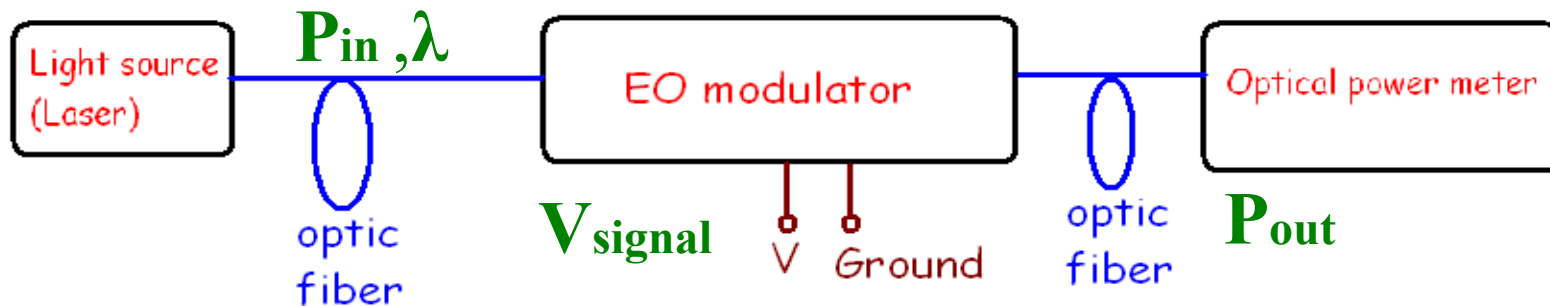 Light source
(Laser)
Pin ,λ
optic
fiber
EO modulator
Vsignal
V
Ground
optic
fiber
Optical power meter
Pout